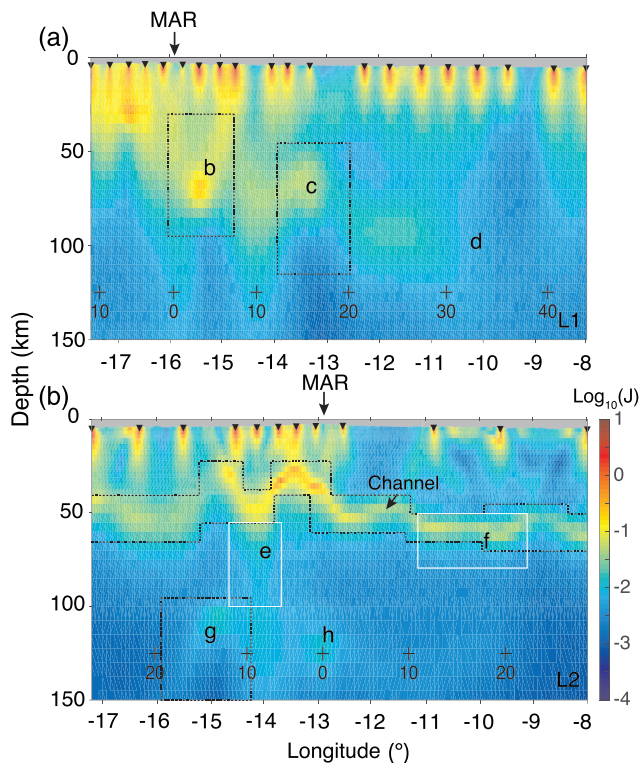 MAR
(a)
0
50
100
150
b
c
d
10
0
10
20
30
40
L1
-17
-16
-15
-14
-13
-12
-11
-10
-9
-8
Depth (km)
MAR
(b)
Log10(J)
0
50
100
150
Channel
e
f
g
h
20
10
0
10
20
L2
1
0
-1
-2
-3
-4
-17
-16
-15
-14
-13
-12
-11
-10
-9
-8
Longitude (°)